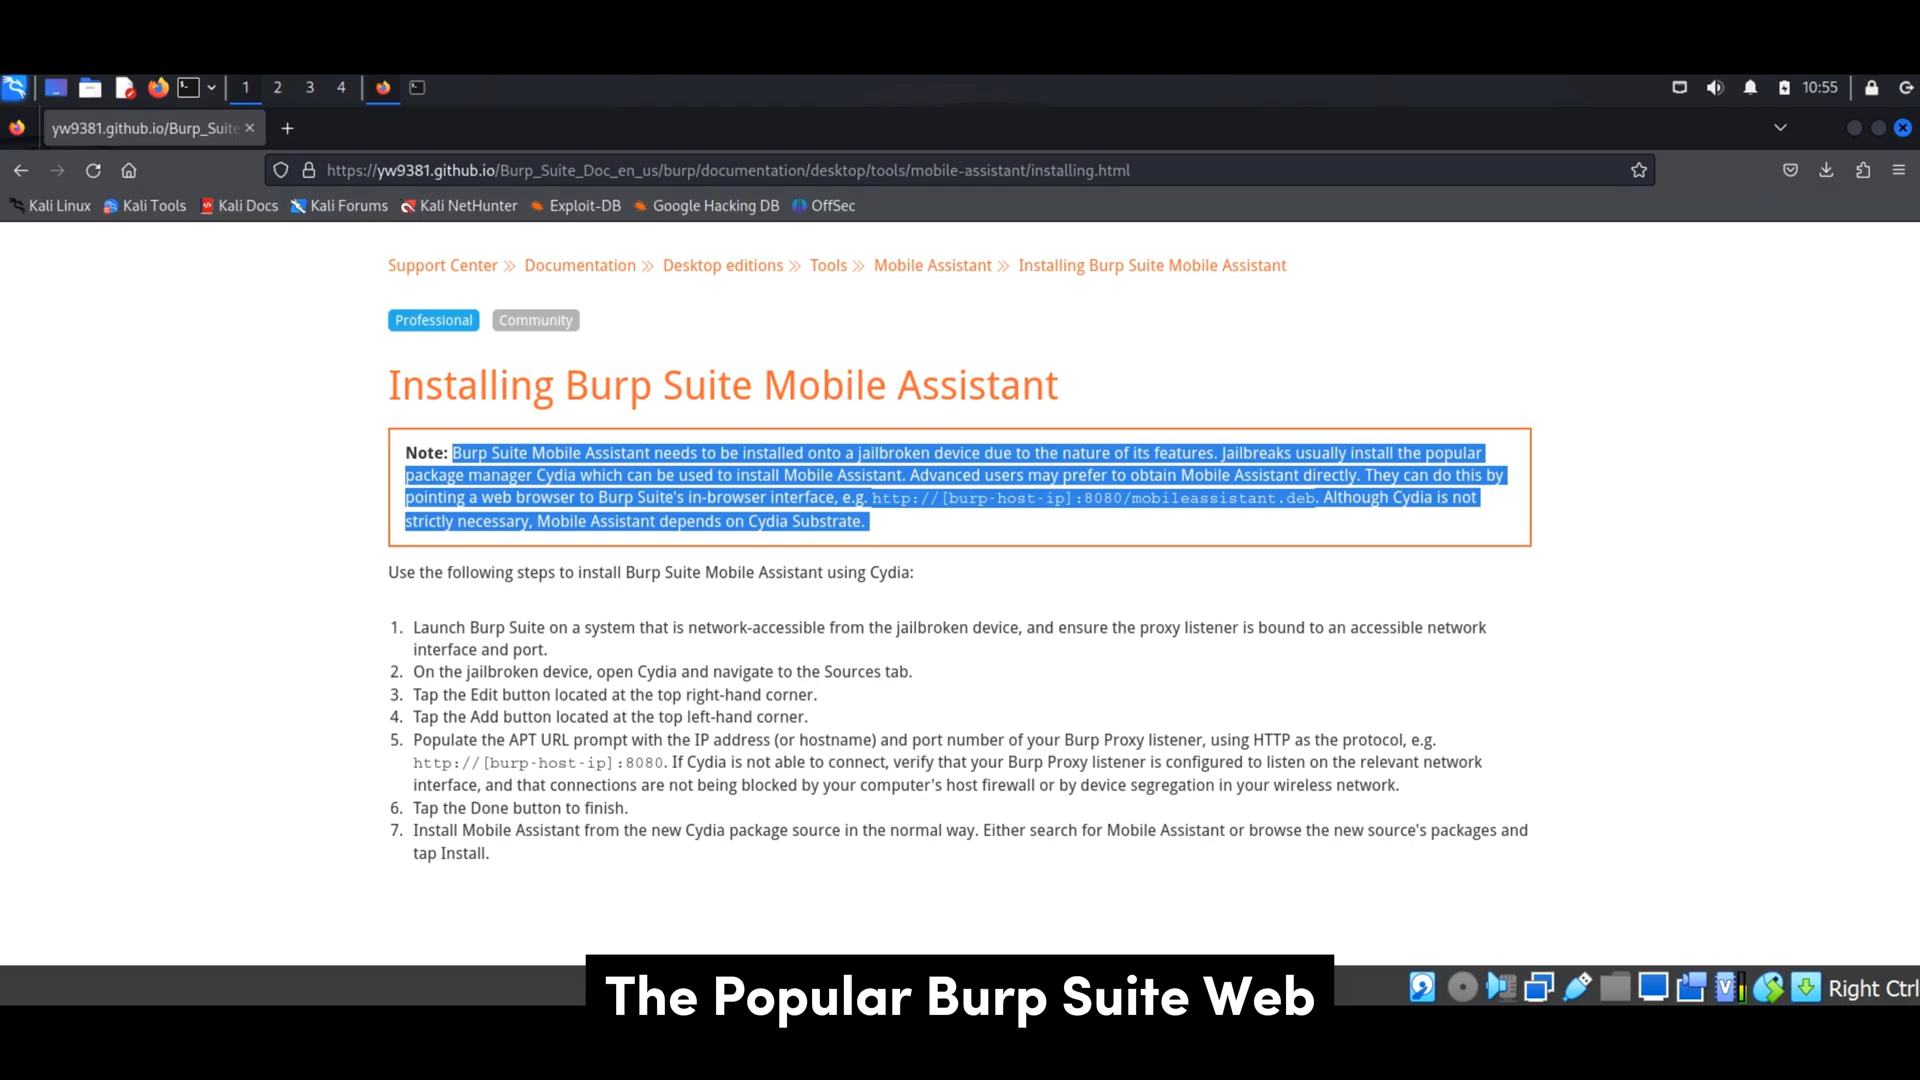 1 2 3 4 10:55
yw9381.github.io/Burp_Suite
https://yw9381.github.io/Burp_Suite_Doc_en_us/burp/documentation/desktop/tools/mobile-assistant/installing.html
Kali Linux Kali Tools Kali Docs Kali Forums Kali NetHunter Exploit-DB Google Hacking DB OffSec
Support Center Documentation Desktop editions Tools Mobile Assistant Installing Burp Suite Mobile Assistant
Professional Community
Installing Burp Suite Mobile Assistant
Note: Burp Suite Mobile Assistant needs to be installed onto a jailbroken device due to the nature of its features. Jailbreaks usually install the popular
package manager Cydia which can be used to install Mobile Assistant. Advanced users may prefer to obtain Mobile Assistant directly. They can do this by
pointing a web browser to Burp Suite's in-browser interface, e.g. http://[burp-host-ip]:8080/mobileassistant.deb. Although Cydia is not
strictly necessary, Mobile Assistant depends on Cydia Substrate.
Use the following steps to install Burp Suite Mobile Assistant using Cydia:
1. Launch Burp Suite on a system that is network-accessible from the jailbroken device, and ensure the proxy listener is bound to an accessible network
interface and port.
2. On the jailbroken device, open Cydia and navigate to the Sources tab.
3. Tap the Edit button located at the top right-hand corner.
4. Tap the Add button located at the top left-hand corner.
5. Populate the APT URL prompt with the IP address (or hostname) and port number of your Burp Proxy listener, using HTTP as the protocol, e.g.
http://[burp-host-ip]:8080. If Cydia is not able to connect, verify that your Burp Proxy listener is configured to listen on the relevant network
interface, and that connections are not being blocked by your computer's host firewall or by device segregation in your wireless network.
6. Tap the Done button to finish.
7. Install Mobile Assistant from the new Cydia package source in the normal way. Either search for Mobile Assistant or browse the new source's packages and
tap Install.
The Popular Burp Suite Web
Right Ctrl